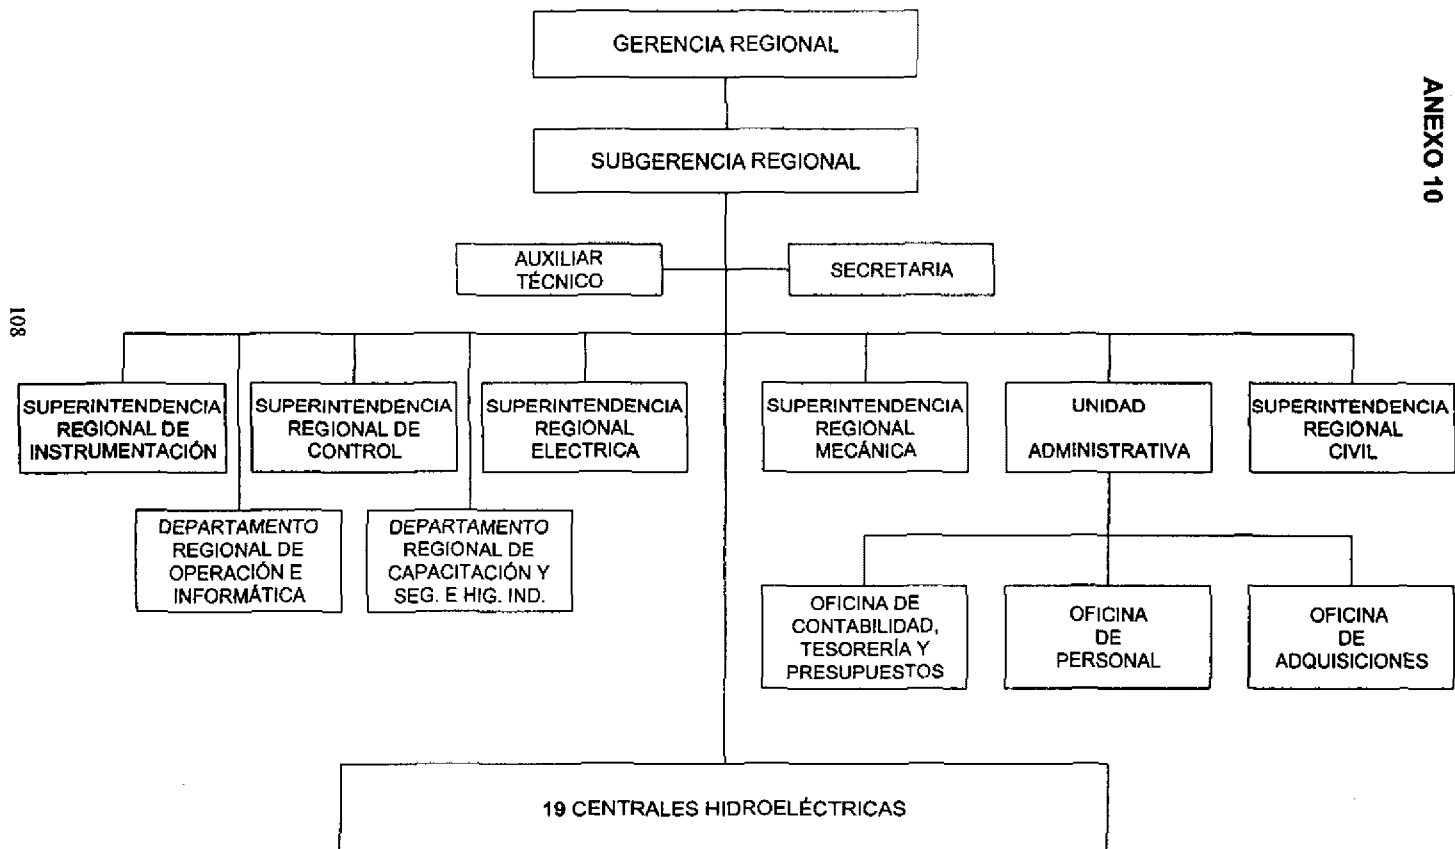 ANEXO 10
GERENCIA REGIONAL
SUBGERENCIA REGIONAL
AUXILIAR
TÉCNICO
SECRETARIA
SUPERINTENDENCIA
REGIONAL DE
INSTRUMENTACIÓN
SUPERINTENDENCIA
REGIONAL DE
CONTROL
SUPERINTENDENCIA
REGIONAL
ELECTRICA
SUPERINTENDENCIA
REGIONAL
MECÁNICA
UNIDAD
ADMINISTRATIVA
SUPERINTENDENCIA
REGIONAL
CIVIL
DEPARTAMENTO
REGIONAL DE
OPERACIÓN E
INFORMÁTICA
DEPARTAMENTO
REGIONAL DE
CAPACITACIÓN Y
SEG. E HIG. IND.
OFICINA DE
CONTABILIDAD,
TESORERÍA Y
PRESUPUESTOS
OFICINA
DE
PERSONAL
OFICINA
DE
ADQUISICIONES
19 CENTRALES HIDROELÉCTRICAS
108